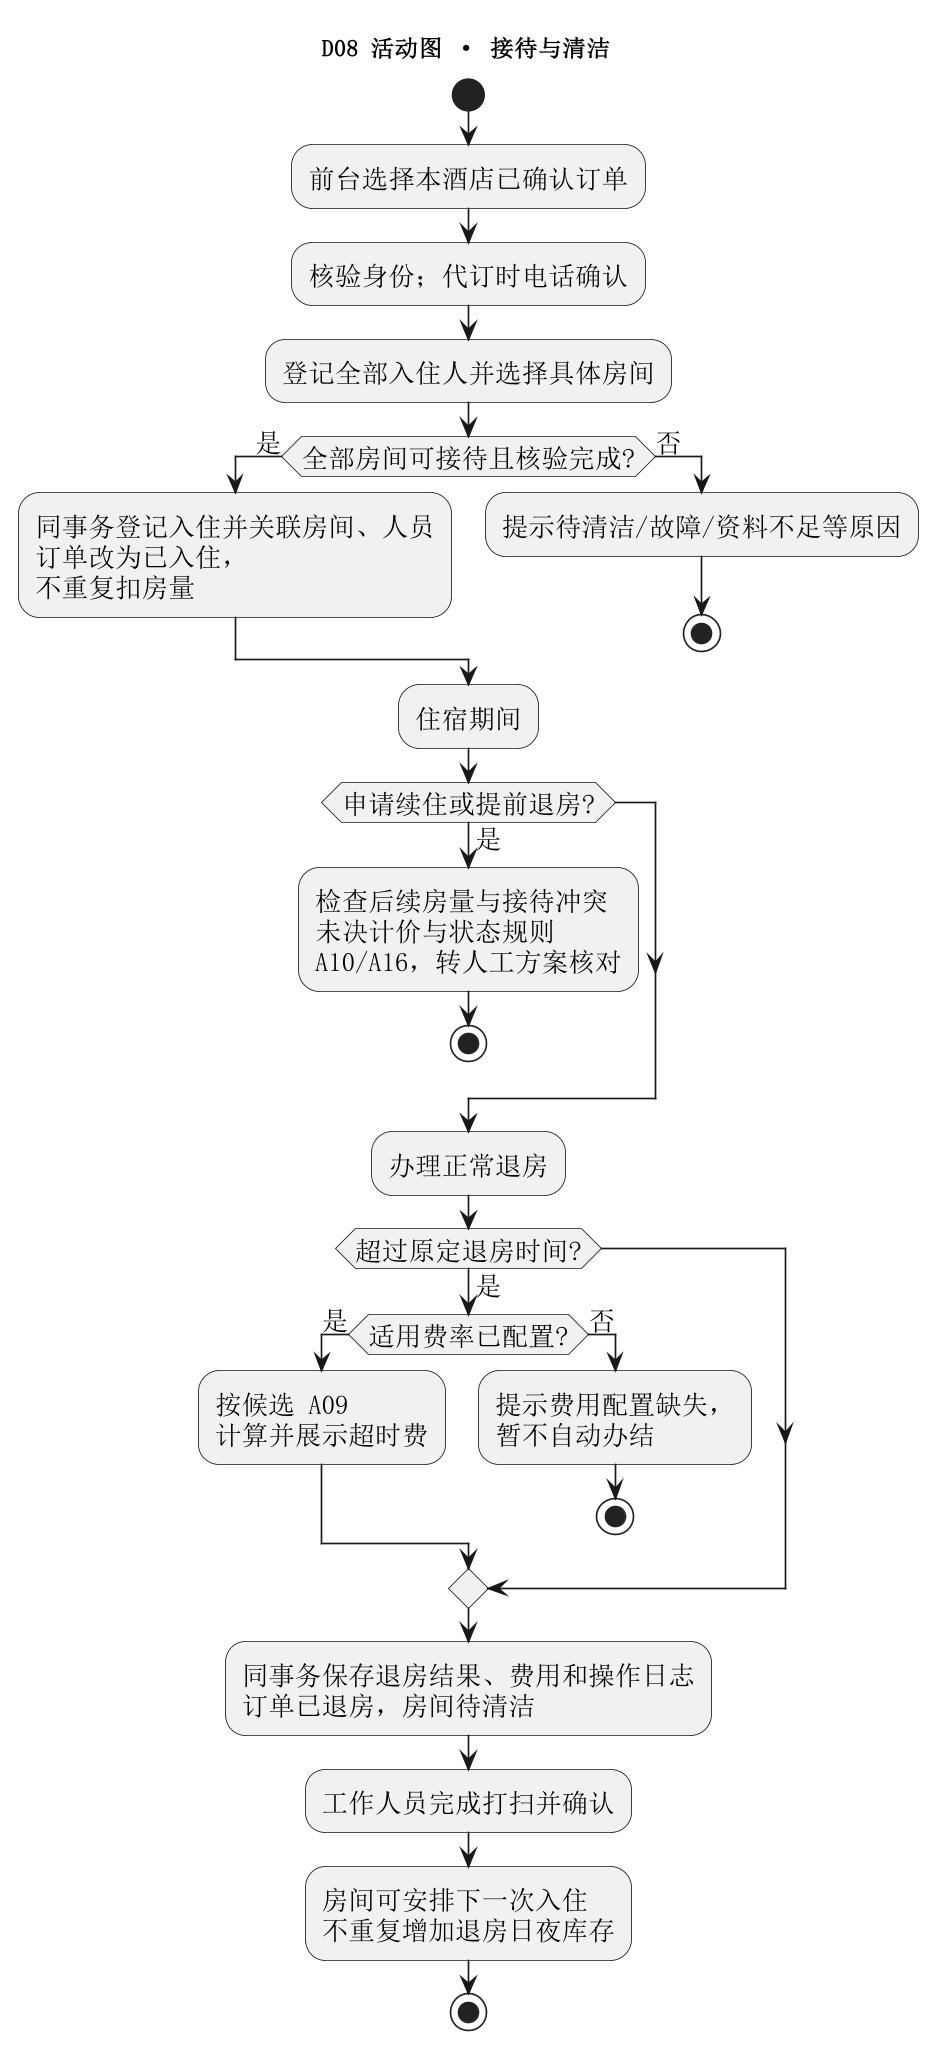 D08 活动图 • 接待与清洁
前台选择本酒店已确认订单
核验身份；代订时电话确认
登记全部入住人并选择具体房间
是
全部房间可接待且核验完成?
否
同事务登记入住并关联房间、人员
订单改为已入住，
不重复扣房量
提示待清洁/故障/资料不足等原因
住宿期间
申请续住或提前退房?
是
检查后续房量与接待冲突
未决计价与状态规则
A10/A16，转人工方案核对
办理正常退房
超过原定退房时间?
是
是
适用费率已配置?
否
按候选 A09
计算并展示超时费
提示费用配置缺失，
暂不自动办结
同事务保存退房结果、费用和操作日志
订单已退房，房间待清洁
工作人员完成打扫并确认
房间可安排下一次入住
不重复增加退房日夜库存